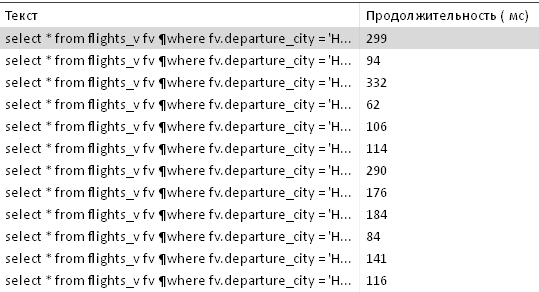 Текст Продолжительность ( мс)
select * from flights_v fv ¶where fv.departure_city = 'Н... 299
select * from flights_v fv ¶where fv.departure_city = 'Н... 94
select * from flights_v fv ¶where fv.departure_city = 'Н... 332
select * from flights_v fv ¶where fv.departure_city = 'Н... 62
select * from flights_v fv ¶where fv.departure_city = 'Н... 106
select * from flights_v fv ¶where fv.departure_city = 'Н... 114
select * from flights_v fv ¶where fv.departure_city = 'Н... 290
select * from flights_v fv ¶where fv.departure_city = 'Н... 176
select * from flights_v fv ¶where fv.departure_city = 'Н... 184
select * from flights_v fv ¶where fv.departure_city = 'Н... 84
select * from flights_v fv ¶where fv.departure_city = 'Н... 141
select * from flights_v fv ¶where fv.departure_city = 'Н... 116